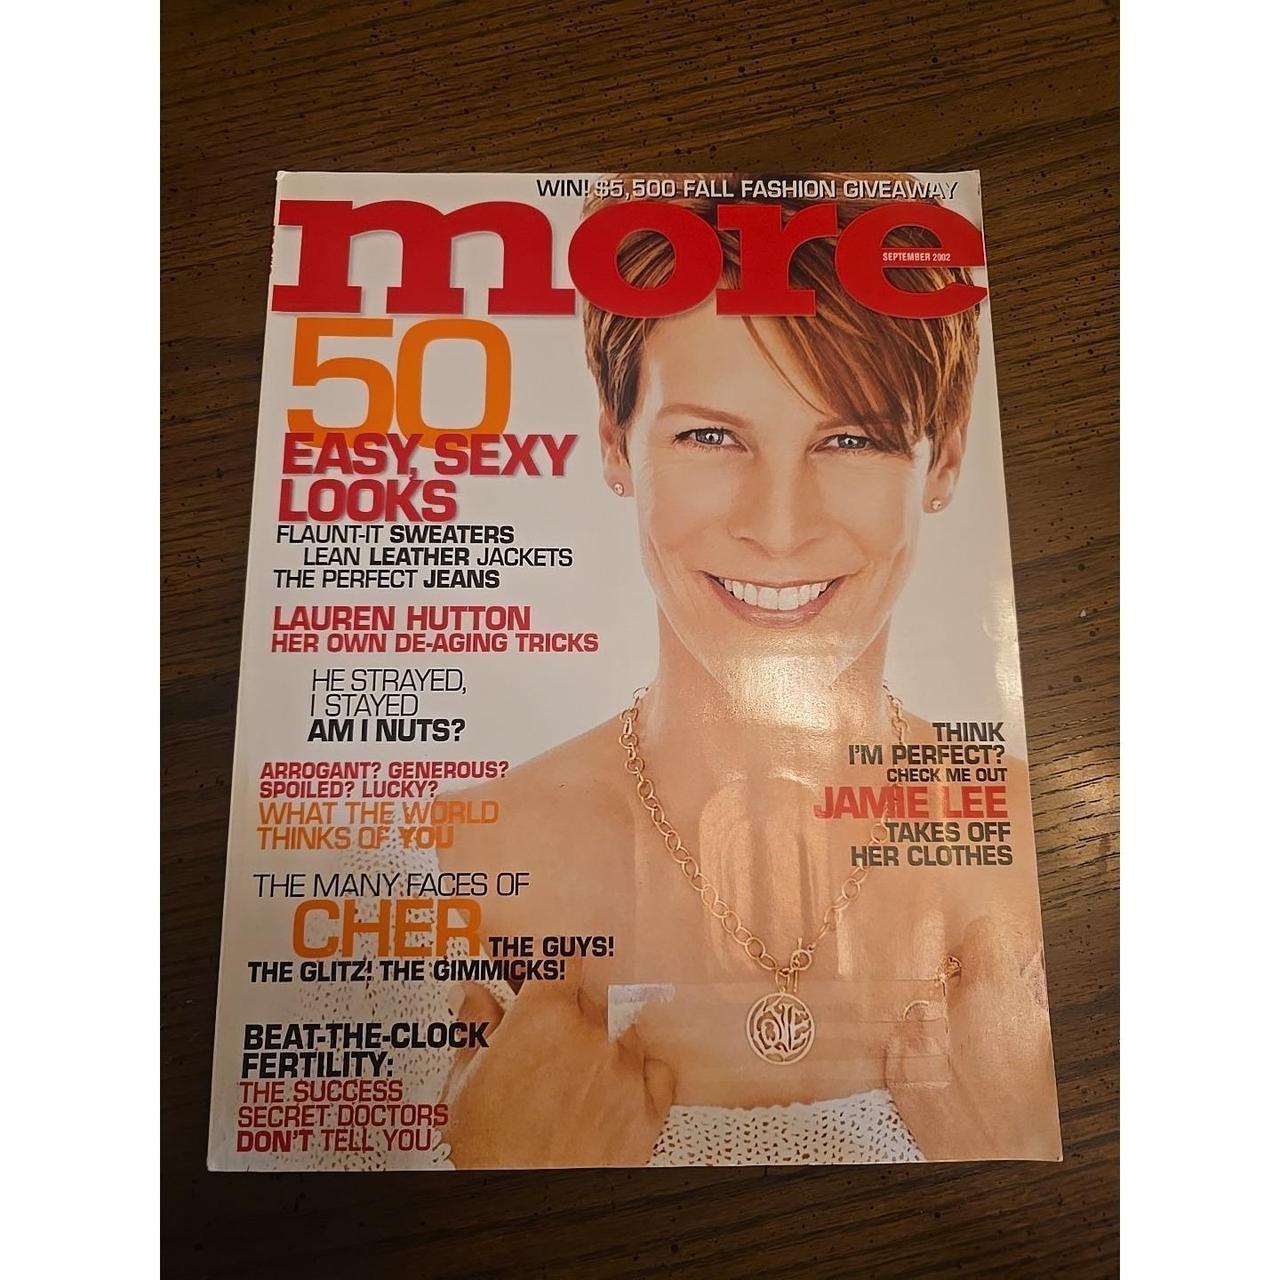 WIN! $5,500 FALL FASHION GIVEAWAY
more
SEPTEMBER 2002
50
EASY, SEXY
LOOKS
FLAUNT-IT SWEATERS
LEAN LEATHER JACKETS
THE PERFECT JEANS
LAUREN HUTTON
HER OWN DE-AGING TRICKS
HE STRAYED,
I STAYED
AM I NUTS?
ARROGANT? GENEROUS?
SPOILED? LUCKY?
WHAT THE WORLD
THINKS OF YOU
THE MANY FACES OF
CHER THE GUYS!
THE GLITZ! THE GIMMICKS!
BEAT-THE-CLOCK
FERTILITY:
THE SUCCESS
SECRET DOCTORS
DON'T TELL YOU
THINK
I'M PERFECT?
CHECK ME OUT
JAMIE LEE
TAKES OFF
HER CLOTHES